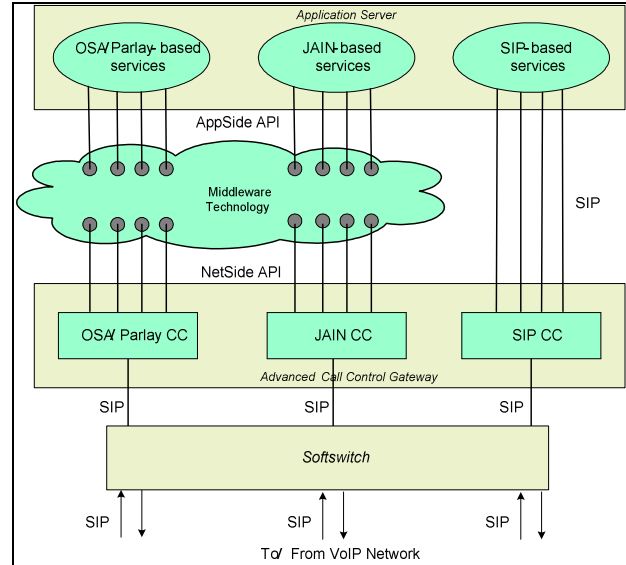 Application Server
OSA/Parlay- based
services
JAIN-based
services
SIP-based
services
AppSide API
Middleware
Technology
SIP
NetSide API
OSA/ Parlay CC
JAIN CC
SIP CC
Advanced Call Control Gateway
SIP
SIP
SIP
Softswitch
SIP
SIP
SIP
To/ From VoIP Network